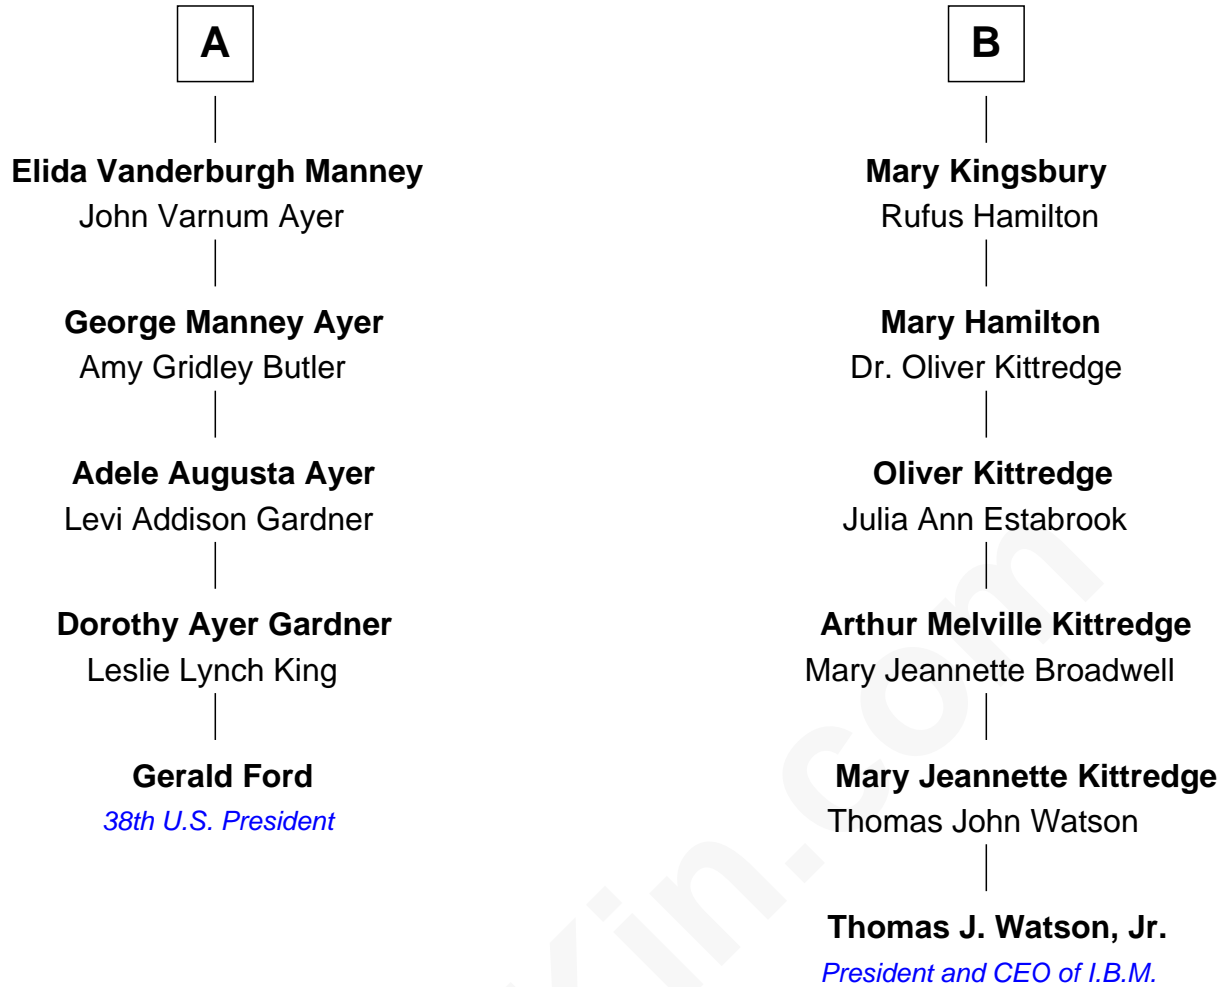 A
Elida Vanderburgh Manney
John Varnum Ayer
George Manney Ayer
Amy Gridley Butler
Adele Augusta Ayer
Levi Addison Gardner
Dorothy Ayer Gardner
Leslie Lynch King
Gerald Ford
38th U.S. President
B
Mary Kingsbury
Rufus Hamilton
Mary Hamilton
Dr. Oliver Kittredge
Oliver Kittredge
Julia Ann Estabrook
Arthur Melville Kittredge
Mary Jeannette Broadwell
Mary Jeannette Kittredge
Thomas John Watson
Thomas J. Watson, Jr.
President and CEO of I.B.M.
Kin.com